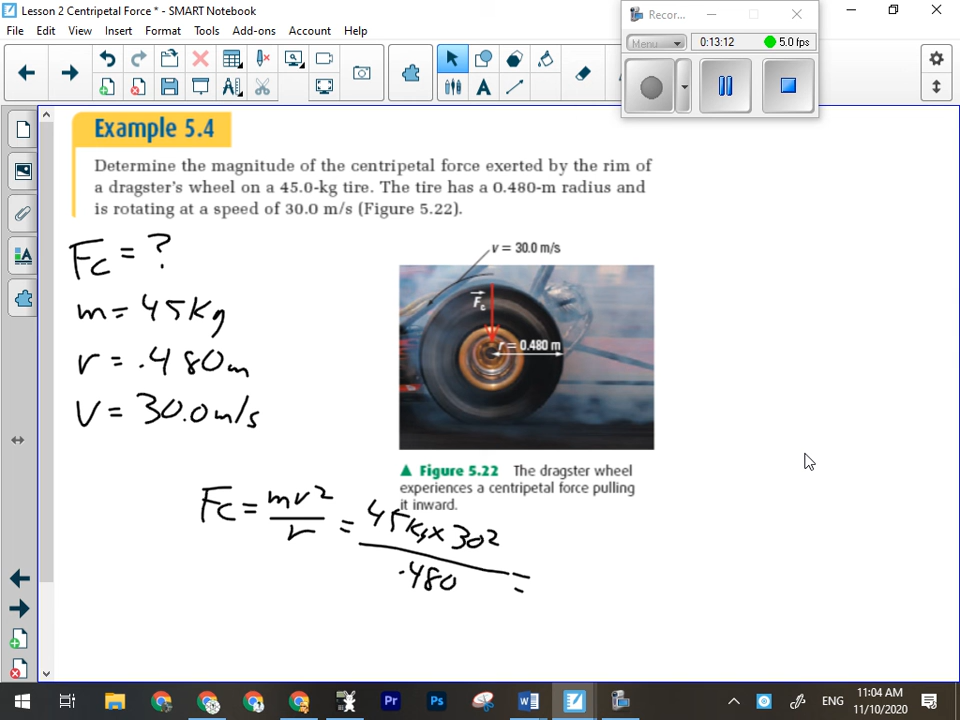 Lesson 2 Centripetal Force * - SMART Notebook
Recor...
File Edit View Insert Format Tools Add-ons Account Help
Menu
0:13:12
5.0 fps
A
Example 5.4
Determine the magnitude of the centripetal force exerted by the rim of
a dragster's wheel on a 45.0-kg tire. The tire has a 0.480-m radius and
is rotating at a speed of 30.0 m/s (Figure 5.22).
Fc = ?
m = 45 Kg
r = .480m
V = 30.0 m/s
v = 30.0 m/s
Fc
r = 0.480 m
▲ Figure 5.22 The dragster wheel
experiences a centripetal force pulling
it inward.
Fc = mv²/r = 45Kg x 30²/.480 =
Pr Ps
ENG
11:04 AM
11/10/2020